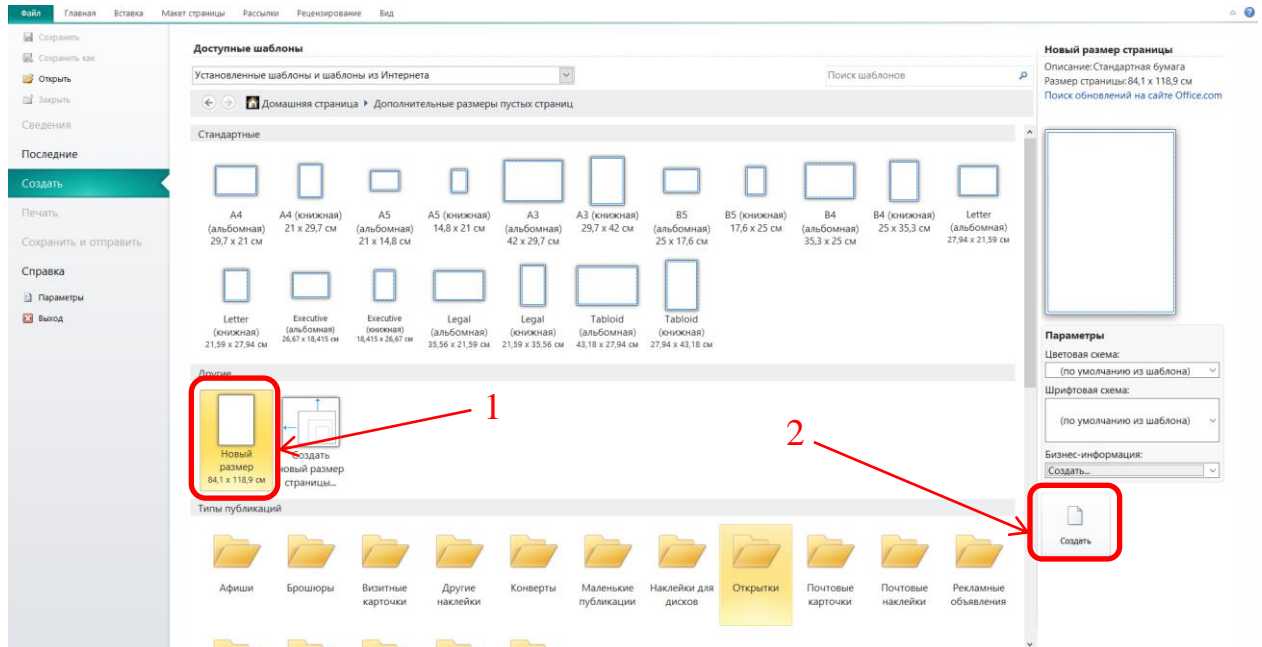 Файл Главная Вставка Макет страницы Рассылки Рецензирование Вид
Сохранить
Сохранить как
Открыть
Закрыть
Сведения
Последние
Создать
Печать
Сохранить и отправить
Справка
Параметры
Выход
Доступные шаблоны
Установленные шаблоны и шаблоны из Интернета
Поиск шаблонов
Домашняя страница Дополнительные размеры пустых страниц
Стандартные
A4 (альбомная) 29,7 x 21 см
A4 (книжная) 21 x 29,7 см
A5 (альбомная) 21 x 14,8 см
A5 (книжная) 14,8 x 21 см
A3 (альбомная) 42 x 29,7 см
A3 (книжная) 29,7 x 42 см
B5 (альбомная) 25 x 17,6 см
B5 (книжная) 17,6 x 25 см
B4 (альбомная) 35,3 x 25 см
B4 (книжная) 25 x 35,3 см
Letter (альбомная) 27,94 x 21,59 см
Letter (книжная) 21,59 x 27,94 см
Executive (альбомная) 26,67 x 18,415 см
Executive (книжная) 18,415 x 26,67 см
Legal (альбомная) 35,56 x 21,59 см
Legal (книжная) 21,59 x 35,56 см
Tabloid (альбомная) 43,18 x 27,94 см
Tabloid (книжная) 27,94 x 43,18 см
Другие
Новый размер 84,1 x 118,9 см
Создать новый размер страницы...
1
2
Типы публикаций
Афиши
Брошюры
Визитные карточки
Другие наклейки
Конверты
Маленькие публикации
Наклейки для дисков
Открытки
Почтовые карточки
Почтовые наклейки
Рекламные объявления
Новый размер страницы
Описание:Стандартная бумага
Размер страницы:84,1 x 118,9 см
Поиск обновлений на сайте Office.com
Параметры
Цветовая схема:
(по умолчанию из шаблона)
Шрифтовая схема:
(по умолчанию из шаблона)
Бизнес-информация:
Создать...
Создать